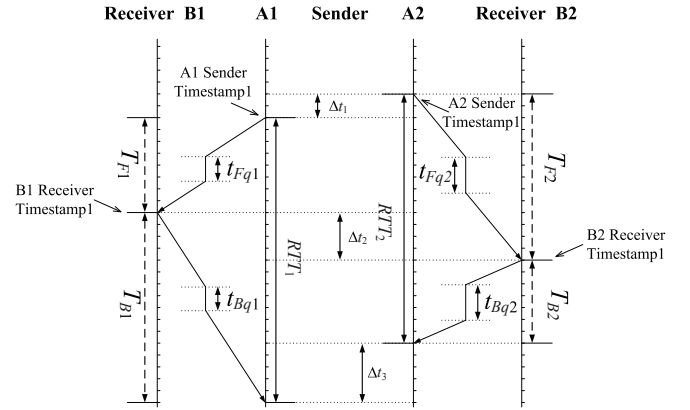 Receiver B1 A1 Sender A2 Receiver B2
A1 Sender
Timestamp1
Δt1
A2 Sender
Timestamp1
TF1
tFq1
tFq2
TF2
B1 Receiver
Timestamp1
RTT1
Δt2
RTT2
B2 Receiver
Timestamp1
TB1
tBq1
tBq2
TB2
Δt3